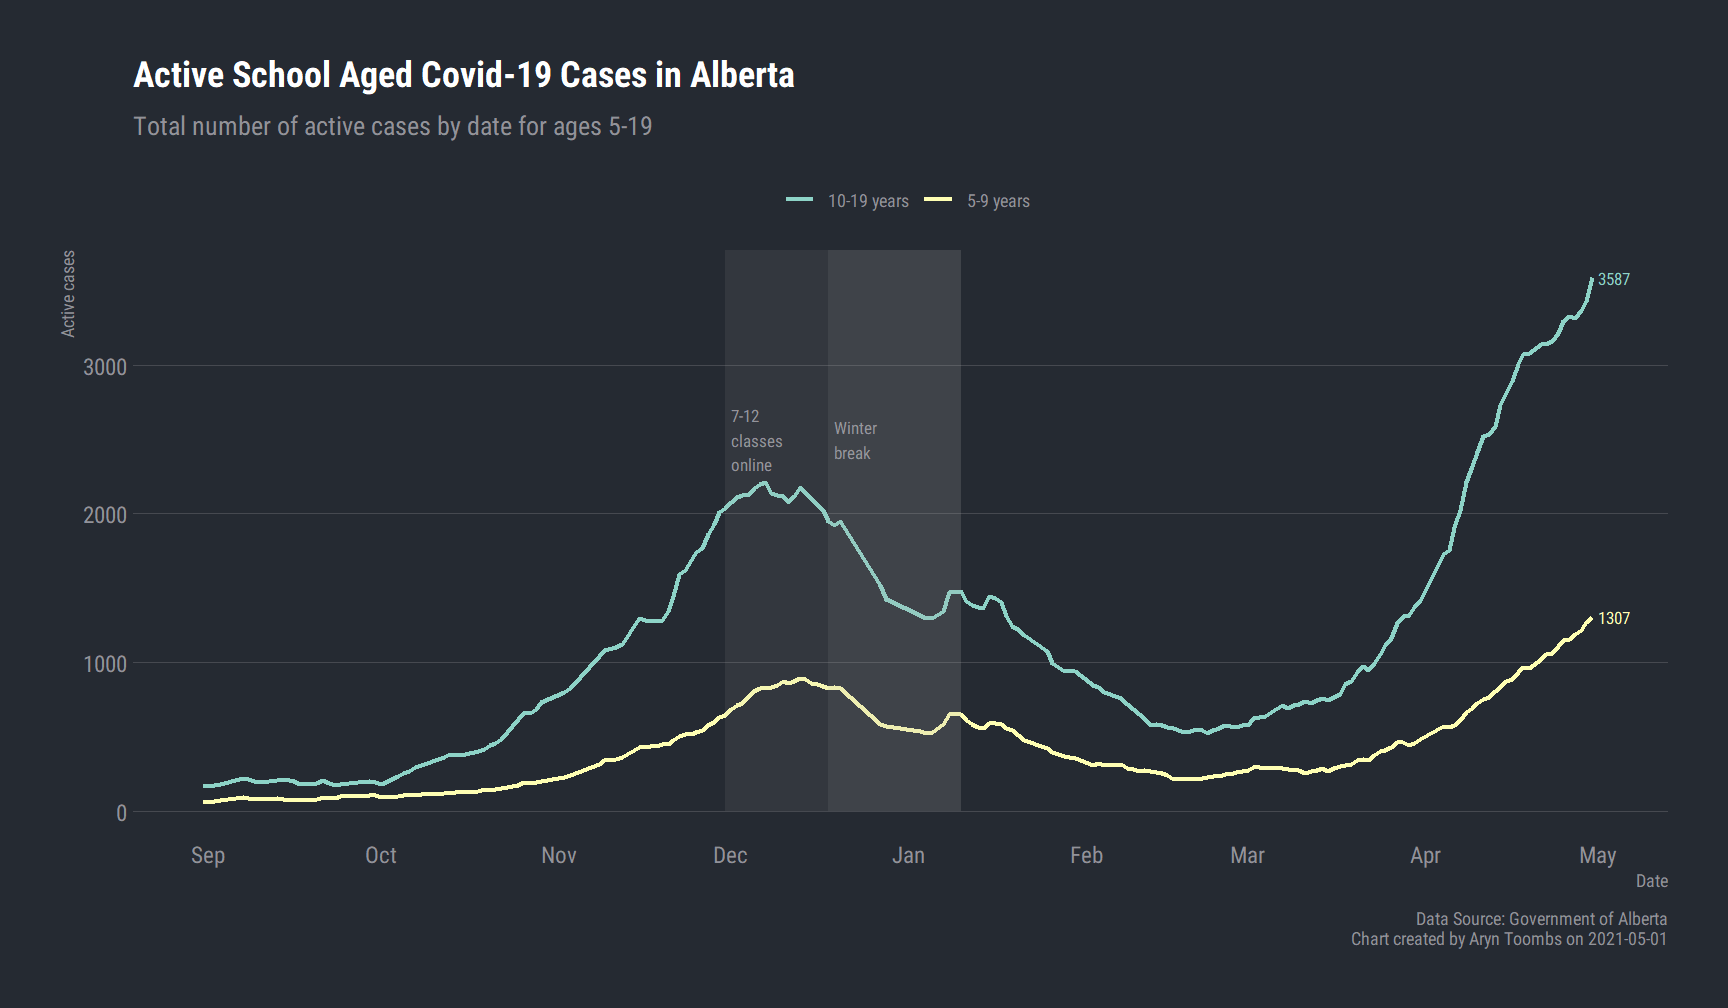 Active School Aged Covid-19 Cases in Alberta
Total number of active cases by date for ages 5-19
10-19 years
5-9 years
Active cases
3000
2000
1000
0
7-12
classes
online
Winter
break
3587
1307
Sep
Oct
Nov
Dec
Jan
Feb
Mar
Apr
May
Date
Data Source: Government of Alberta
Chart created by Aryn Toombs on 2021-05-01